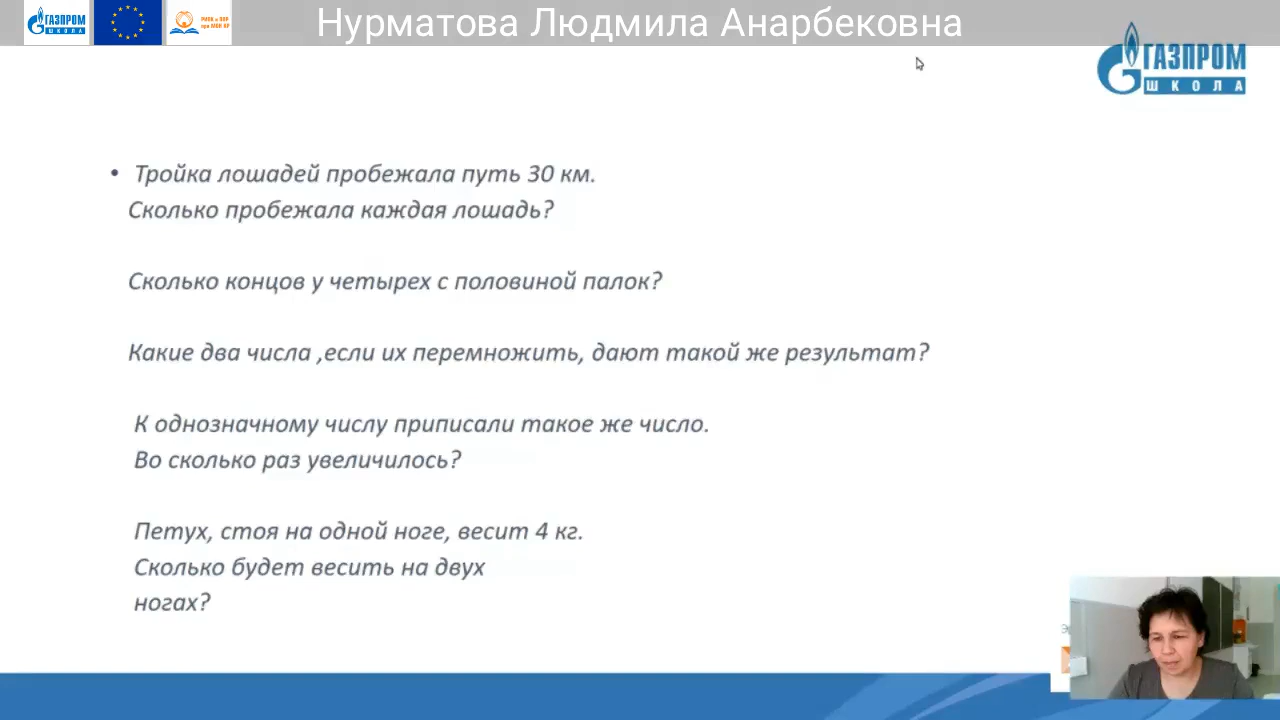 ГАЗПРОМ
ШКОЛА
Нурматова Людмила Анарбековна
ГАЗПРОМ
ШКОЛА
• Тройка лошадей пробежала путь 30 км.
Сколько пробежала каждая лошадь?
Сколько концов у четырех с половиной палок?
Какие два числа ,если их перемножить, дают такой же результат?
К однозначному числу приписали такое же число.
Во сколько раз увеличилось?
Петух, стоя на одной ноге, весит 4 кг.
Сколько будет весить на двух
ногах?